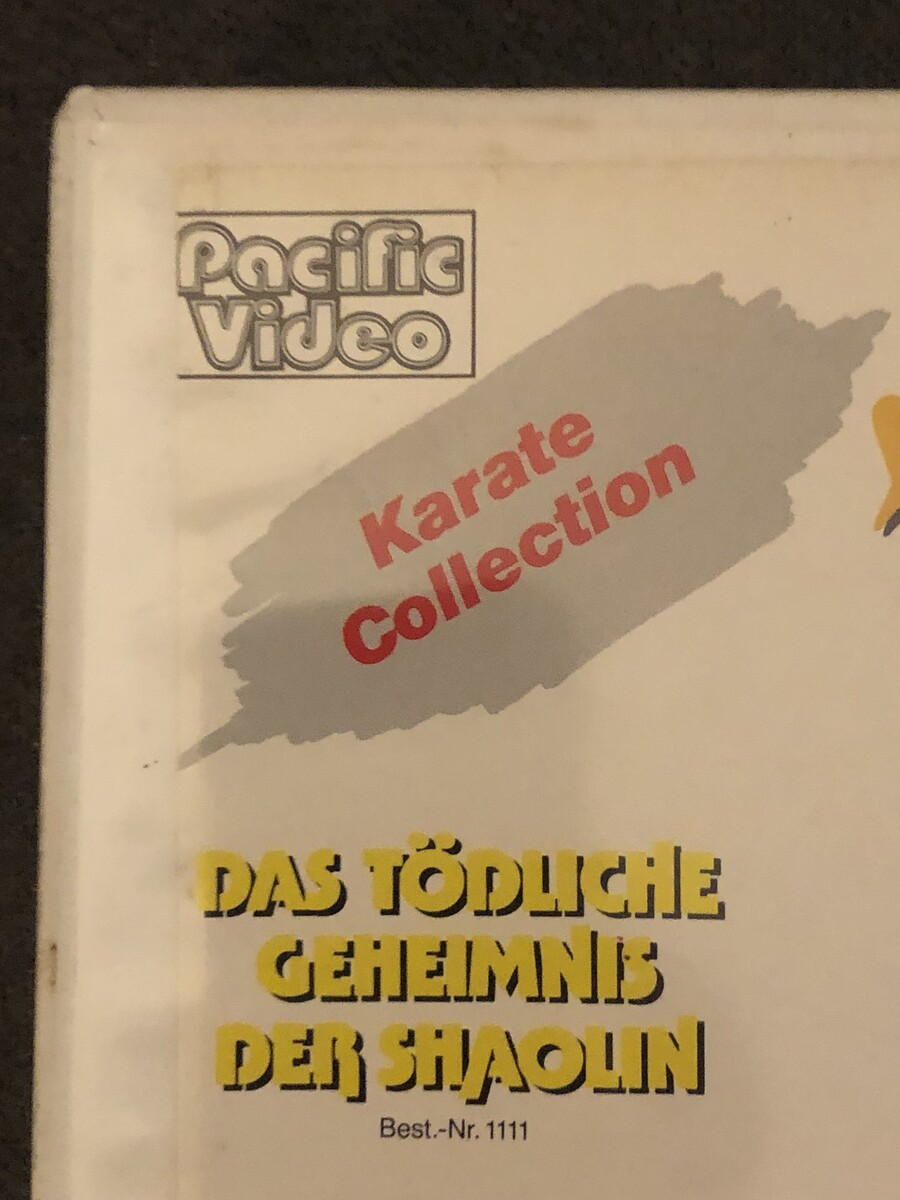 Pacific
Video
Karate
Collection
DAS TÖDLICHE
GEHEIMNIS
DER SHAOLIN
Best.-Nr. 1111